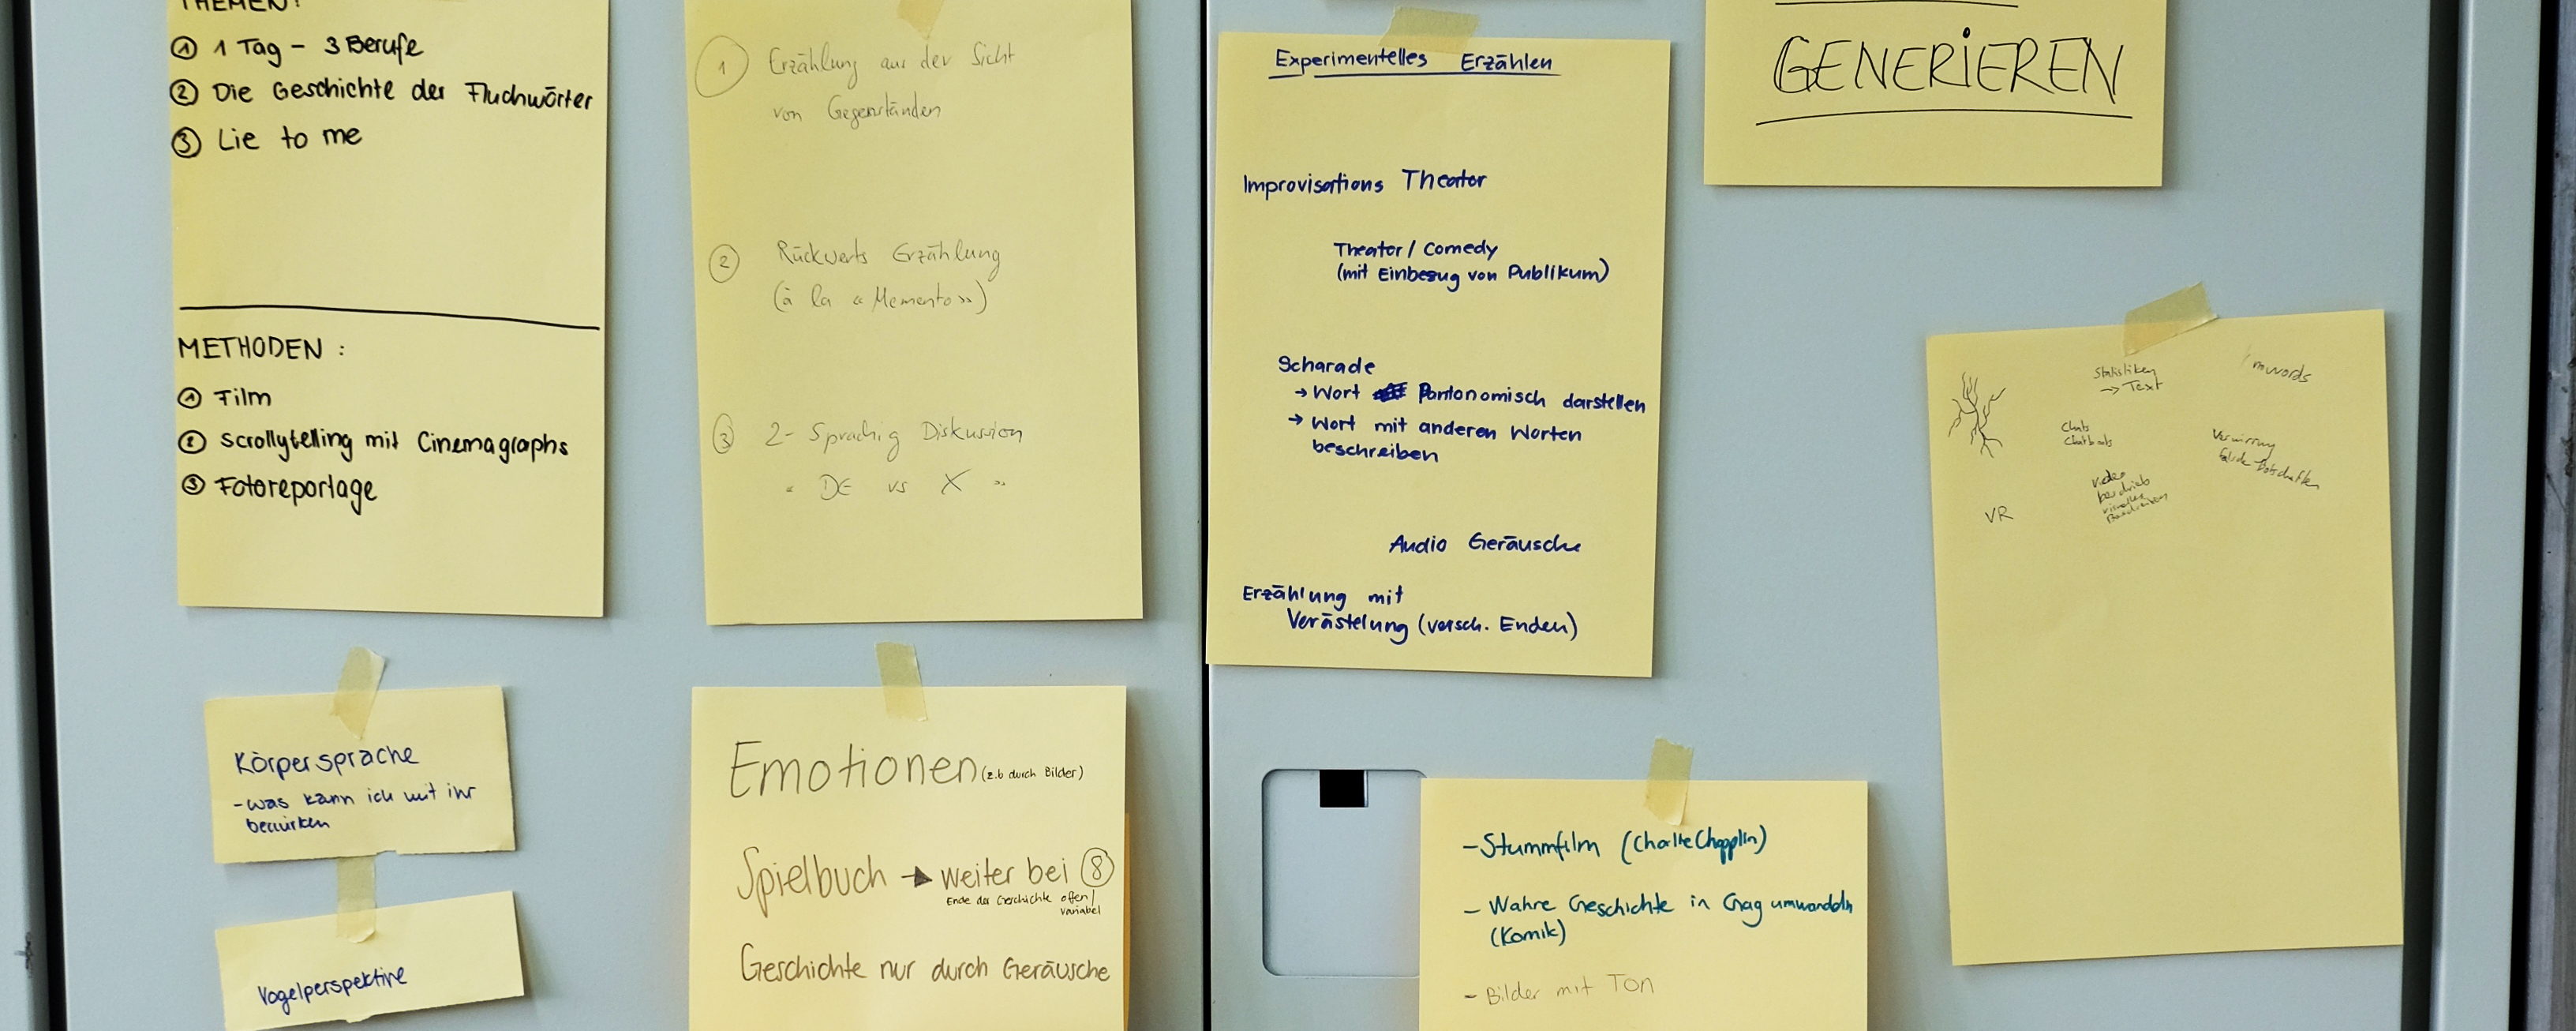 THEMEN:
① 1 Tag - 3 Berufe
② Die Geschichte der Fluchwörter
③ Lie to me
METHODEN :
① Film
② Scrollytelling mit Cinemagraphs
③ Fotoreportage
① Erzählung aus der Sicht
von Gegenständen
② Rückwerts Erzählung
(à la «Memento»)
③ 2-Sprachig Diskussion
" DE vs X "
Experimentelles Erzählen
Improvisations Theater
Theater / Comedy
(mit Einbezug von Publikum)
Scharade
→ Wort Pantonomisch darstellen
→ Wort mit anderen Worten
beschreiben
Audio Geräusche
Erzählung mit
Verästelung (versch. Enden)
GENERIEREN
Statistiken
→ Text
Chats
Chatbots
Verwirrung
falsche Botschaften
VR
Körpersprache
- was kann ich mit ihr
bewirken
Vogelperspektive
Emotionen (z.b durch Bilder)
Spielbuch → weiter bei ⑧
Ende der Geschichte offen /
variabel
Geschichte nur durch Geräusche
- Stummfilm (Charlie Chapplin)
- Wahre Geschichte in Gag umwandeln
(Komik)
- Bilder mit Ton